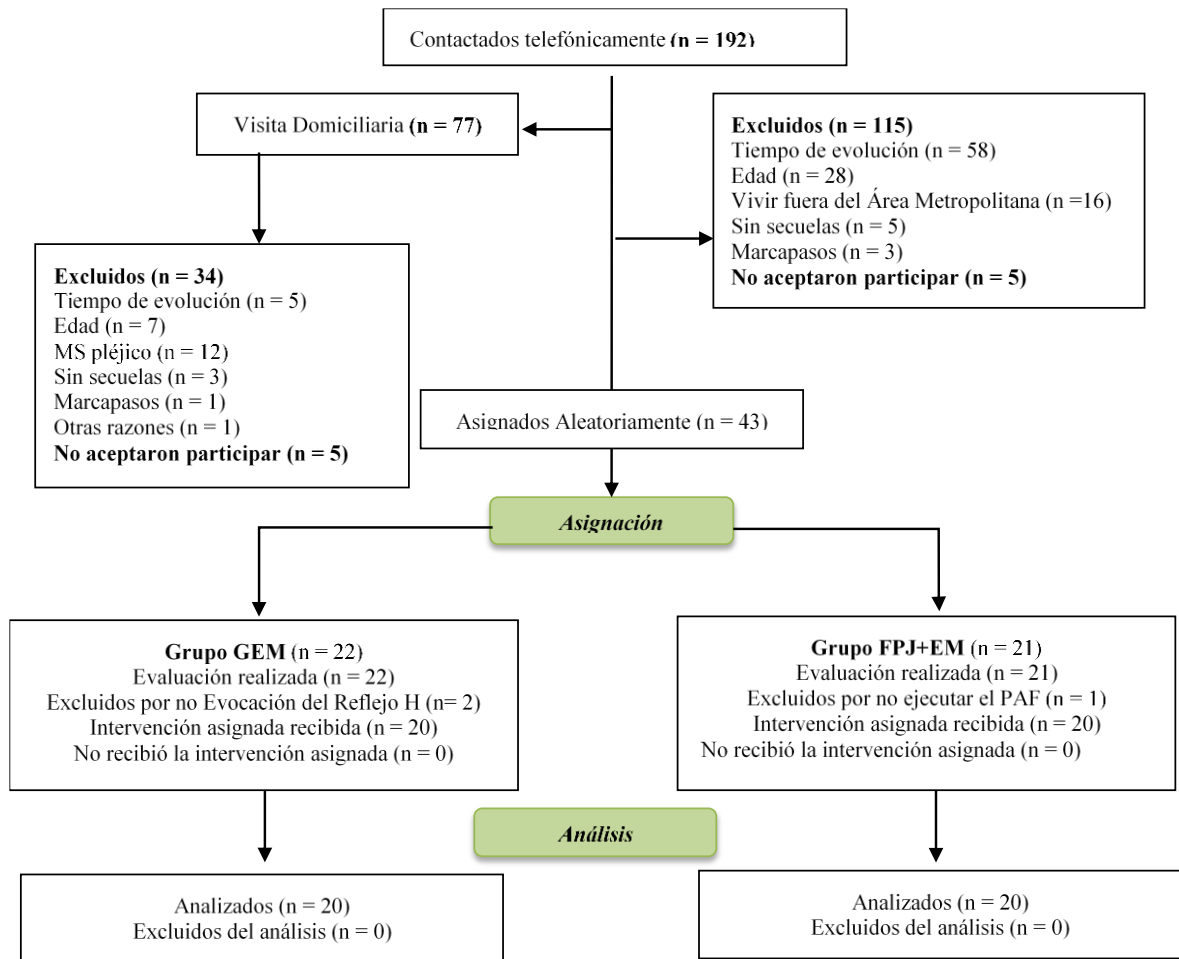 Contactados telefónicamente (n = 192)
Visita Domiciliaria (n = 77)
Excluidos (n = 115)
Tiempo de evolución (n = 58)
Edad (n = 28)
Vivir fuera del Área Metropolitana (n =16)
Sin secuelas (n = 5)
Marcapasos (n = 3)
No aceptaron participar (n = 5)
Excluidos (n = 34)
Tiempo de evolución (n = 5)
Edad (n = 7)
MS pléjico (n = 12)
Sin secuelas (n = 3)
Marcapasos (n = 1)
Otras razones (n = 1)
No aceptaron participar (n = 5)
Asignados Aleatoriamente (n = 43)
Asignación
Grupo GEM (n = 22)
Evaluación realizada (n = 22)
Excluidos por no Evocación del Reflejo H (n= 2)
Intervención asignada recibida (n = 20)
No recibió la intervención asignada (n = 0)
Grupo FPJ+EM (n = 21)
Evaluación realizada (n = 21)
Excluidos por no ejecutar el PAF (n = 1)
Intervención asignada recibida (n = 20)
No recibió la intervención asignada (n = 0)
Análisis
Analizados (n = 20)
Excluidos del análisis (n = 0)
Analizados (n = 20)
Excluidos del análisis (n = 0)